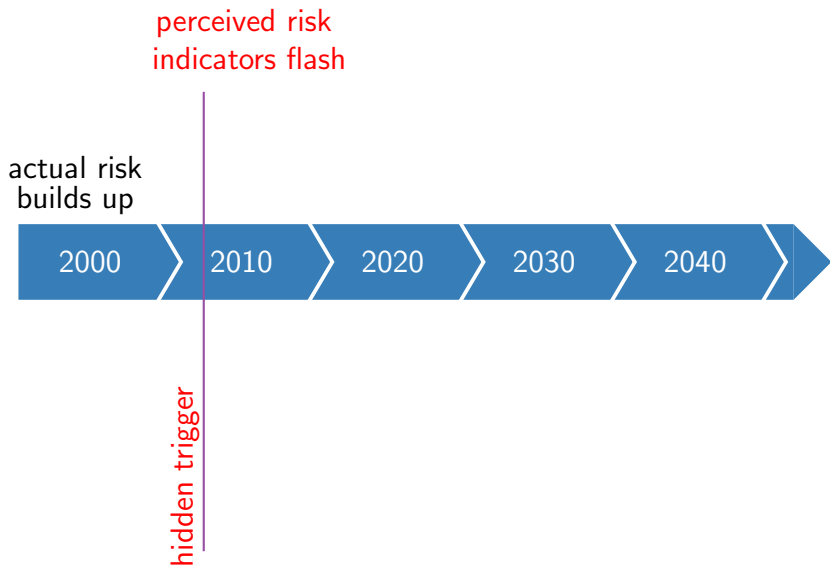 perceived risk
indicators flash
actual risk
builds up
2000 2010 2020 2030 2040
hidden trigger